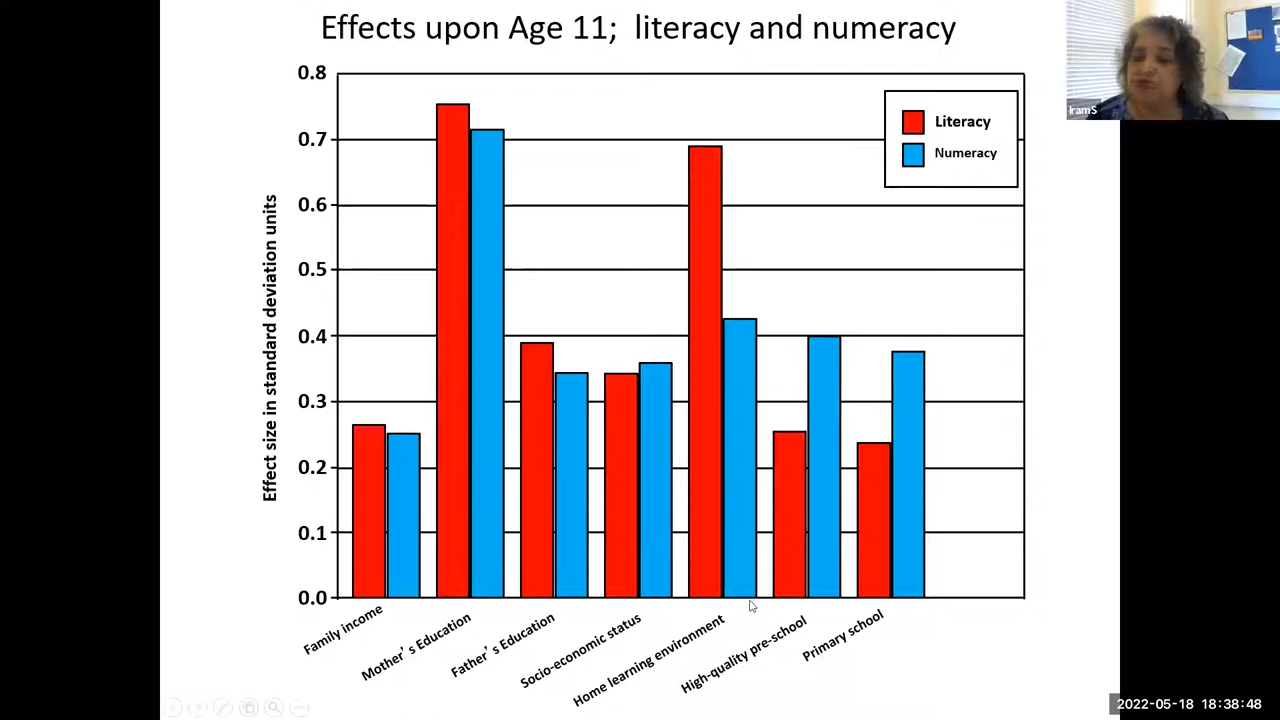 Effects upon Age 11; literacy and numeracy
IramS
Literacy
Numeracy
Effect size in standard deviation units
0.8
0.7
0.6
0.5
0.4
0.3
0.2
0.1
0.0
Family income
Mother's Education
Father's Education
Socio-economic status
Home learning environment
High-quality pre-school
Primary school
2022-05-18 18:38:48